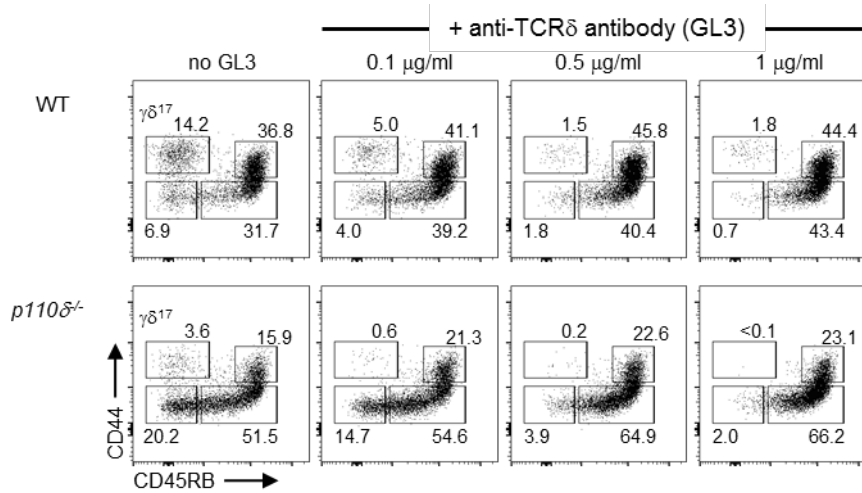 + anti-TCRδ antibody (GL3)
no GL3 0.1 μg/ml 0.5 μg/ml 1 μg/ml
WT
γδ¹⁷
14.2 36.8 5.0 41.1 1.5 45.8 1.8 44.4
6.9 31.7 4.0 39.2 1.8 40.4 0.7 43.4
p110δ⁻/⁻
γδ¹⁷
3.6 15.9 0.6 21.3 0.2 22.6 <0.1 23.1
20.2 51.5 14.7 54.6 3.9 64.9 2.0 66.2
CD44
CD45RB